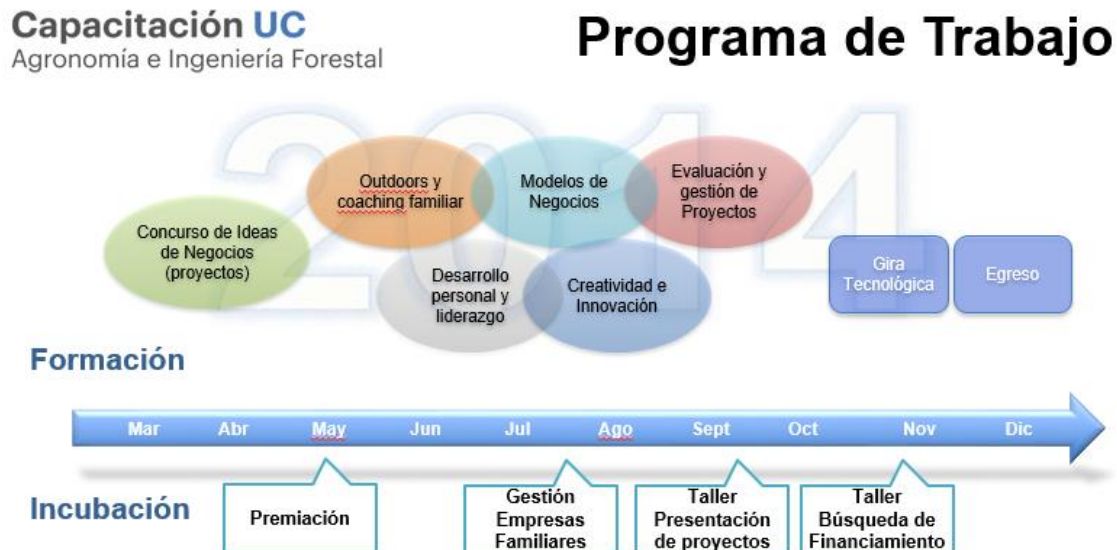 Capacitación UC
Agronomía e Ingeniería Forestal
Programa de Trabajo
2014
Concurso de Ideas
de Negocios
(proyectos)
Outdoors y
coaching familiar
Modelos de
Negocios
Evaluación y
gestión de
Proyectos
Desarrollo
personal y
liderazgo
Creatividad e
Innovación
Gira
Tecnológica
Egreso
Formación
Mar Abr May Jun Jul Ago Sept Oct Nov Dic
Incubación
Premiación
Gestión
Empresas
Familiares
Taller
Presentación
de proyectos
Taller
Búsqueda de
Financiamiento